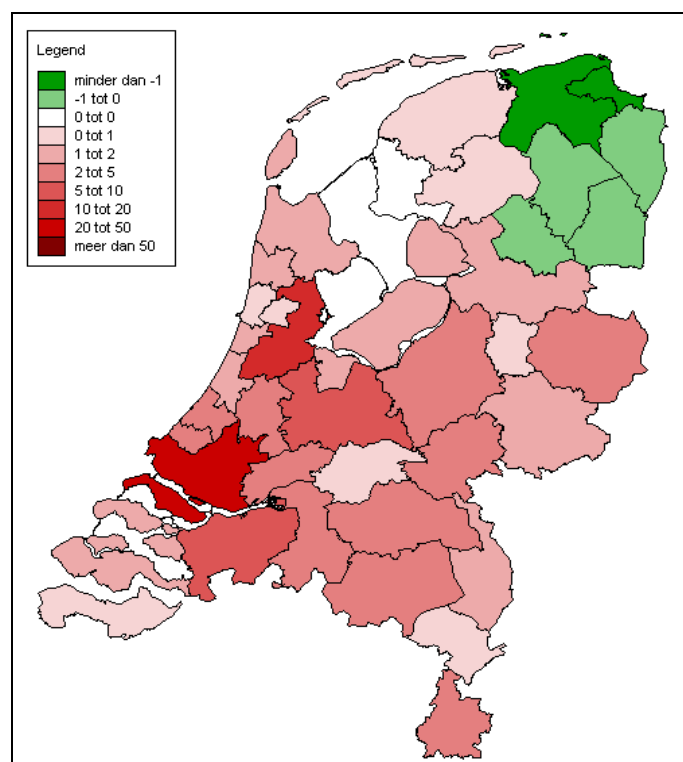 Legend
minder dan -1
-1 tot 0
0 tot 0
0 tot 1
1 tot 2
2 tot 5
5 tot 10
10 tot 20
20 tot 50
meer dan 50